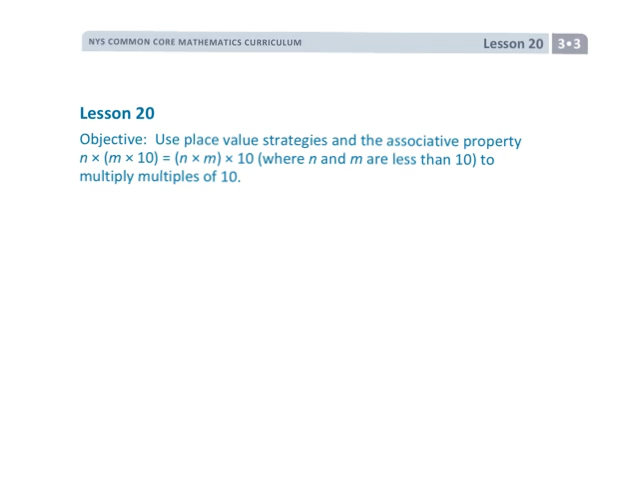 NYS COMMON CORE MATHEMATICS CURRICULUM Lesson 20 3•3
Lesson 20
Objective: Use place value strategies and the associative property
n × (m × 10) = (n × m) × 10 (where n and m are less than 10) to
multiply multiples of 10.